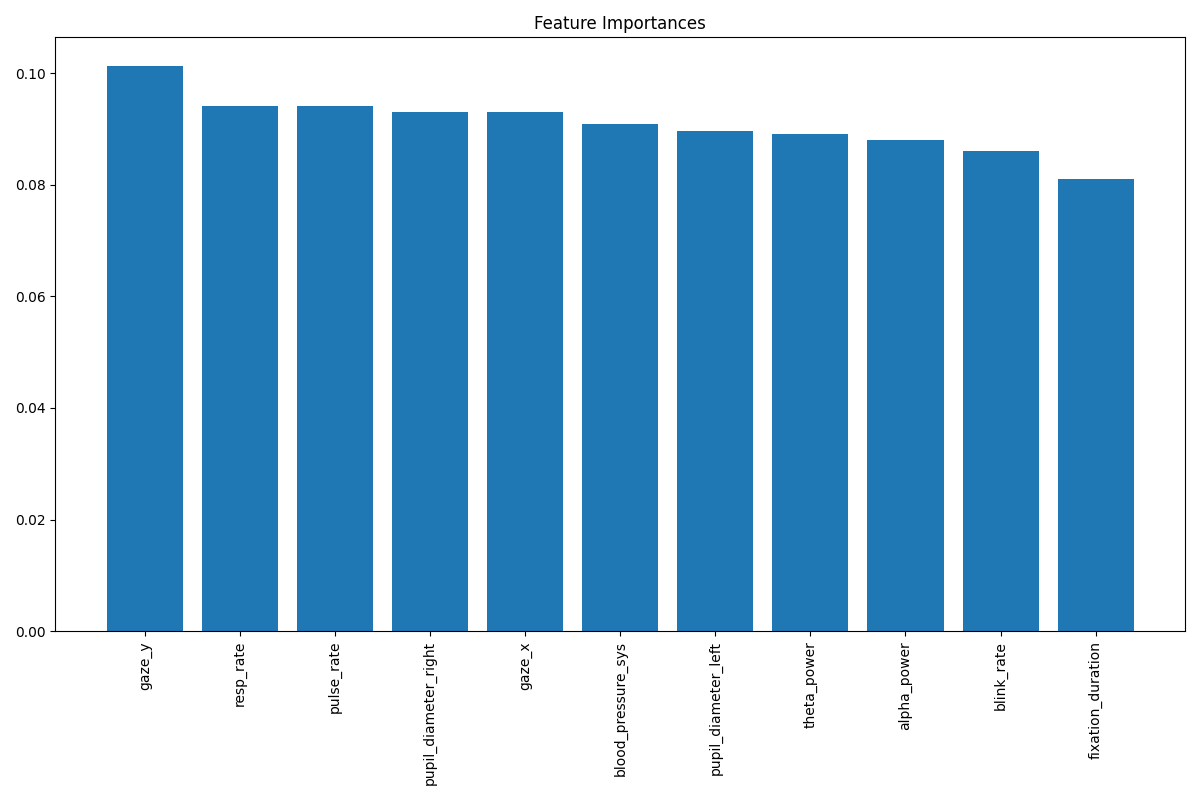 Feature Importances
0.10
0.08
0.06
0.04
0.02
0.00
gaze_y
resp_rate
pulse_rate
pupil_diameter_right
gaze_x
blood_pressure_sys
pupil_diameter_left
theta_power
alpha_power
blink_rate
fixation_duration